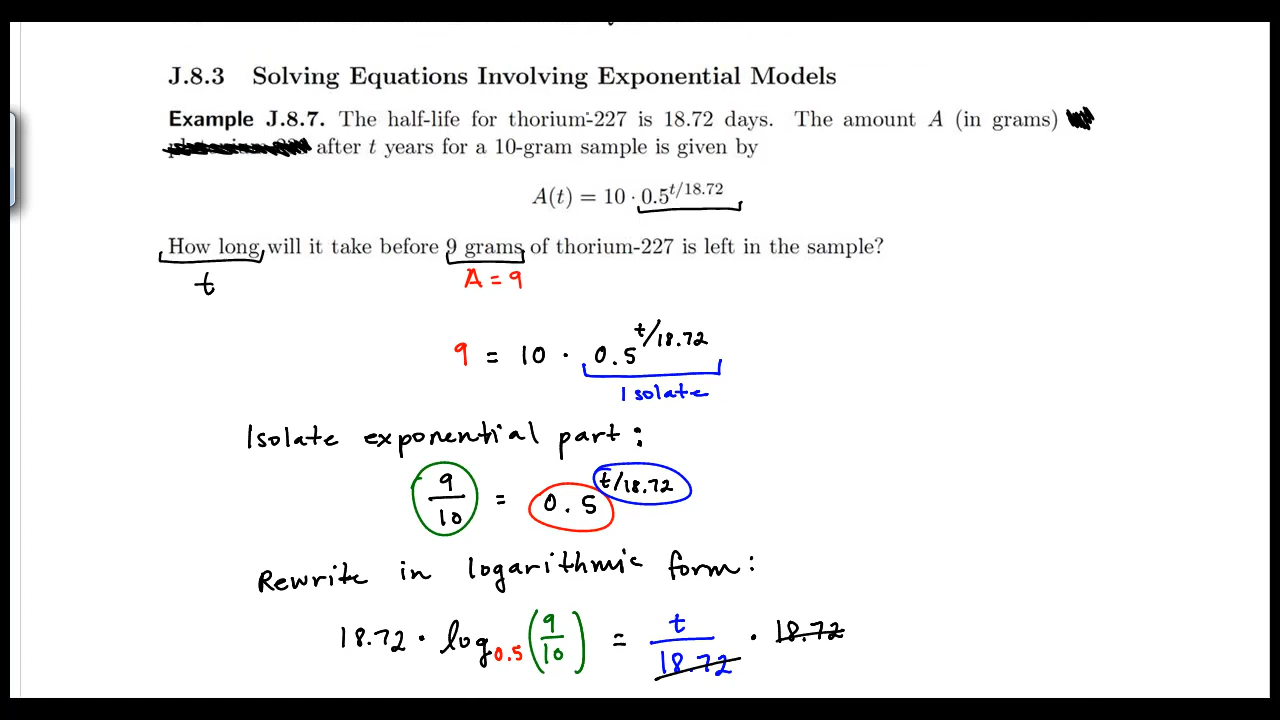 J.8.3 Solving Equations Involving Exponential Models
Example J.8.7. The half-life for thorium-227 is 18.72 days. The amount A (in grams)
after t years for a 10-gram sample is given by
A(t) = 10 · 0.5^{t/18.72}
How long will it take before 9 grams of thorium-227 is left in the sample?
t A = 9
9 = 10 · 0.5^{t/18.72}
Isolate
Isolate exponential part:
9/10 = 0.5^{t/18.72}
Rewrite in logarithmic form:
18.72 · log_{0.5}(9/10) = t/18.72 · 18.72